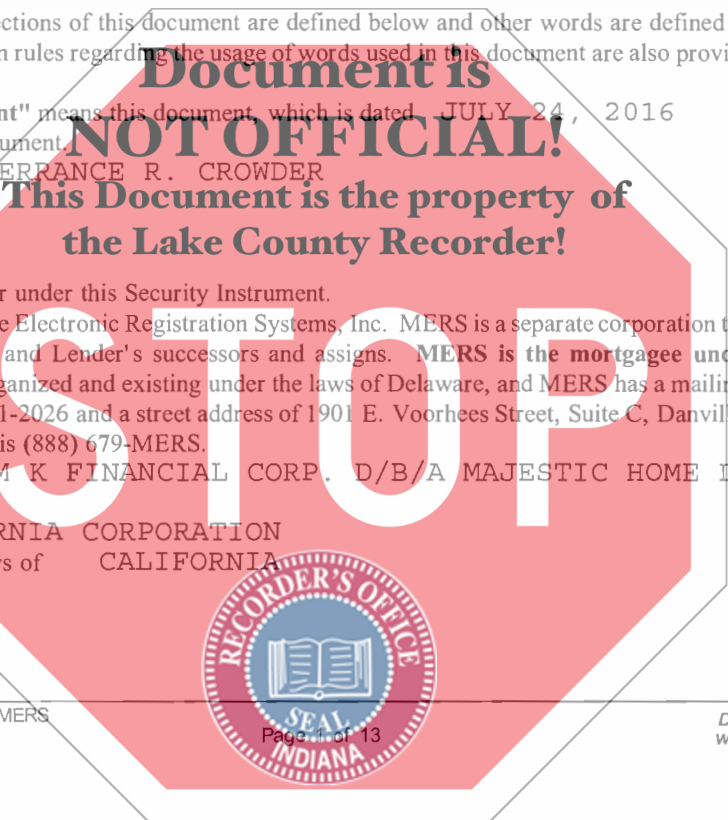 ctions of this document are defined below and other words are defined
n rules regarding the usage of words used in this document are also provi
Document is
nt" means this document, which is dated JULY 24, 2016
ument.
NOT OFFICIAL!
ERRANCE R. CROWDER
This Document is the property of
the Lake County Recorder!
r under this Security Instrument.
e Electronic Registration Systems, Inc. MERS is a separate corporation t
and Lender's successors and assigns. MERS is the mortgagee und
ganized and existing under the laws of Delaware, and MERS has a mailin
1-2026 and a street address of 1901 E. Voorhees Street, Suite C, Danvill
is (888) 679-MERS.
STOP
M K FINANCIAL CORP. D/B/A MAJESTIC HOME
RNIA CORPORATION
s of CALIFORNIA
RECORDER'S OFFICE
SEAL
INDIANA
MERS
Page 1 of 13